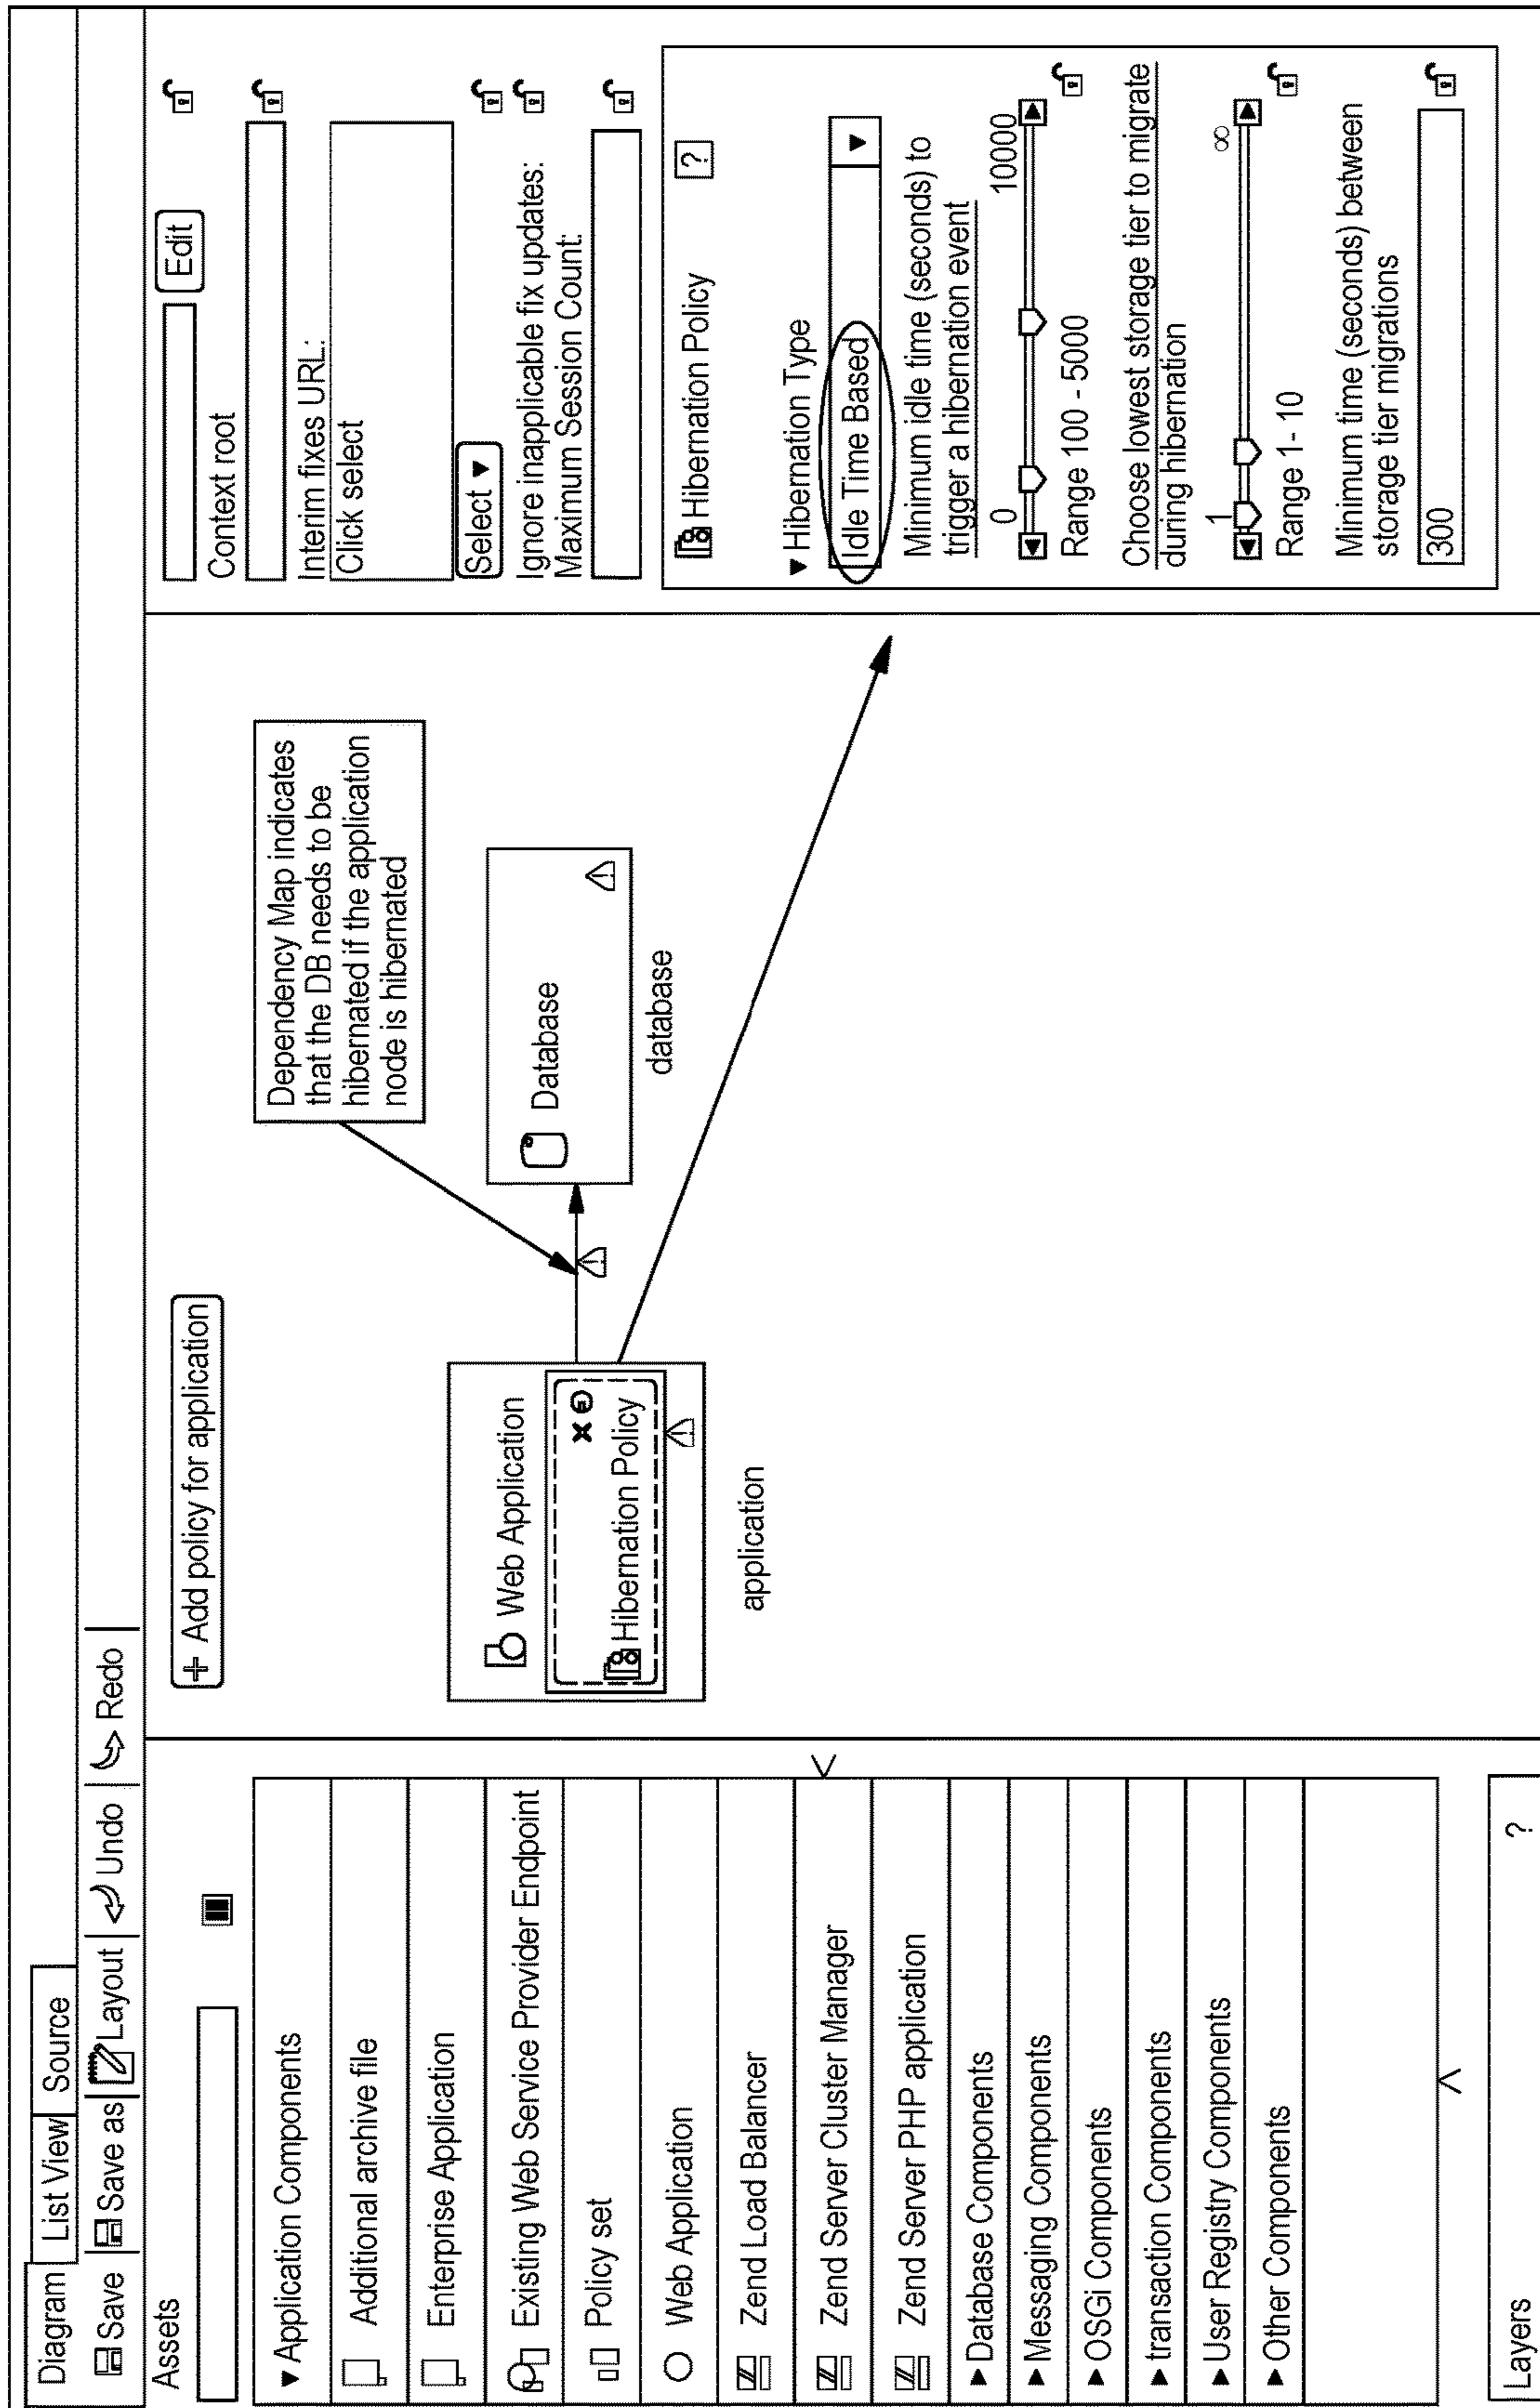 Diagram
List View
Source
Save
Save as
Layout
Undo
Redo
Assets
Application Components
Additional archive file
Enterprise Application
Existing Web Service Provider Endpoint
Policy set
Web Application
Zend Load Balancer
Zend Server Cluster Manager
Zend Server PHP application
Database Components
Messaging Components
OSGi Components
transaction Components
User Registry Components
Other Components
Layers
?
+ Add policy for application
Web Application
Hibernation Policy
application
Database
database
Dependency Map indicates
that the DB needs to be
hibernated if the application
node is hibernated
Edit
Context root
Interim fixes URL:
Click select
Select
Ignore inapplicable fix updates:
Maximum Session Count:
Hibernation Policy
?
Hibernation Type
Idle Time Based
Minimum idle time (seconds) to
trigger a hibernation event
0
10000
Range 100 - 5000
Choose lowest storage tier to migrate
during hibernation
1
∞
Range 1- 10
Minimum time (seconds) between
storage tier migrations
300